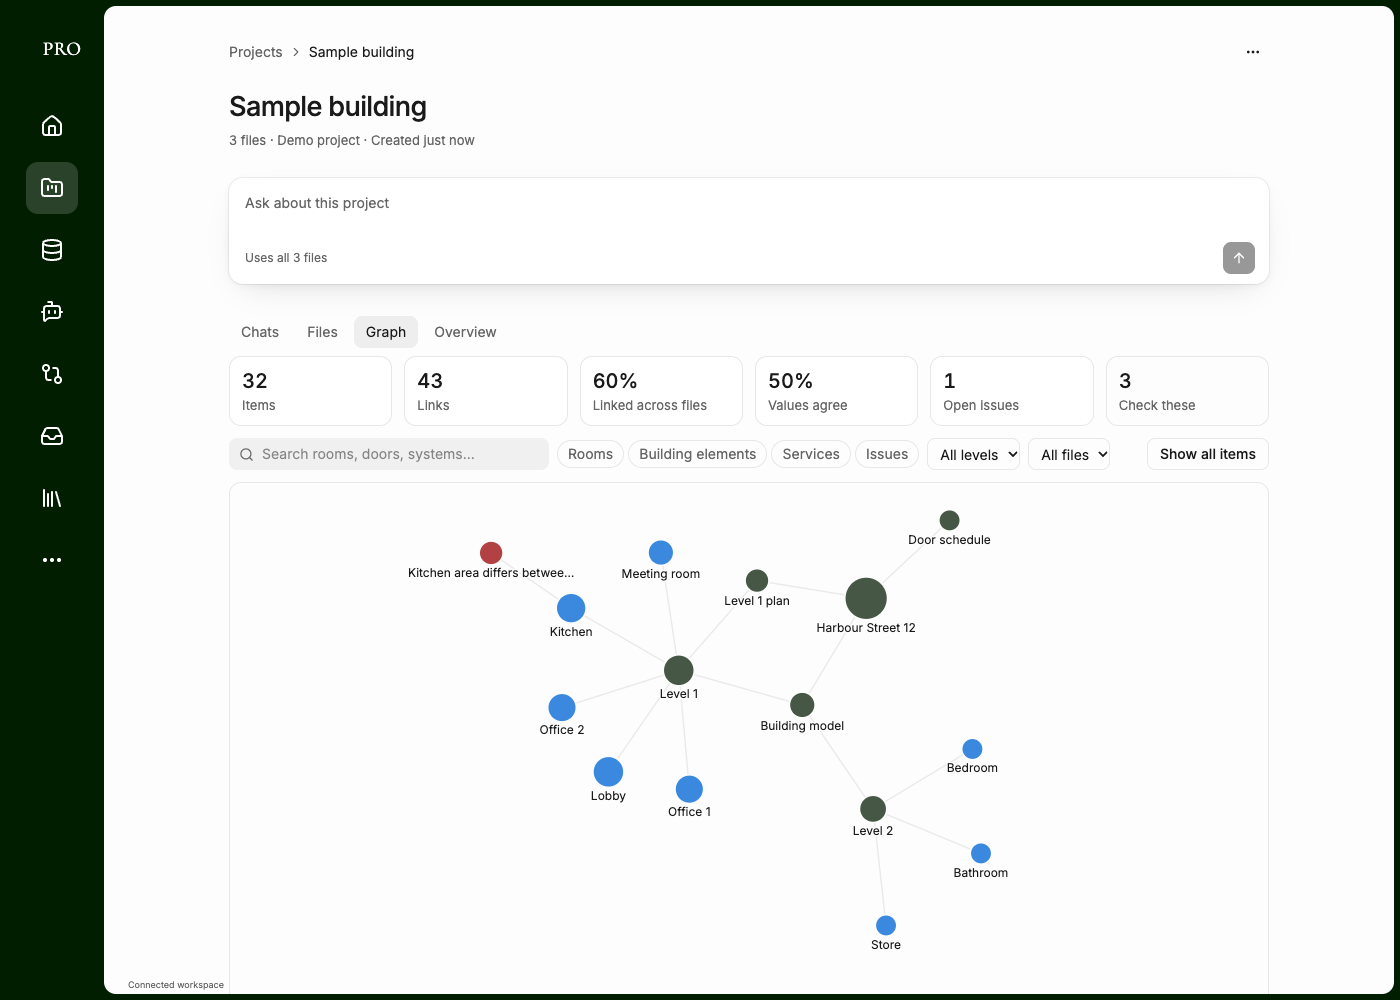 PRO
Projects > Sample building
Sample building
3 files · Demo project · Created just now
Ask about this project
Uses all 3 files
Chats Files Graph Overview
32 43 60% 50% 1 3
Items Links Linked across files Values agree Open issues Check these
Search rooms, doors, systems... Rooms Building elements Services Issues All levels All files Show all items
Door schedule
Kitchen area differs betwee...
Meeting room
Level 1 plan
Harbour Street 12
Kitchen
Level 1
Building model
Office 2
Bedroom
Lobby
Office 1
Level 2
Bathroom
Store
Connected workspace